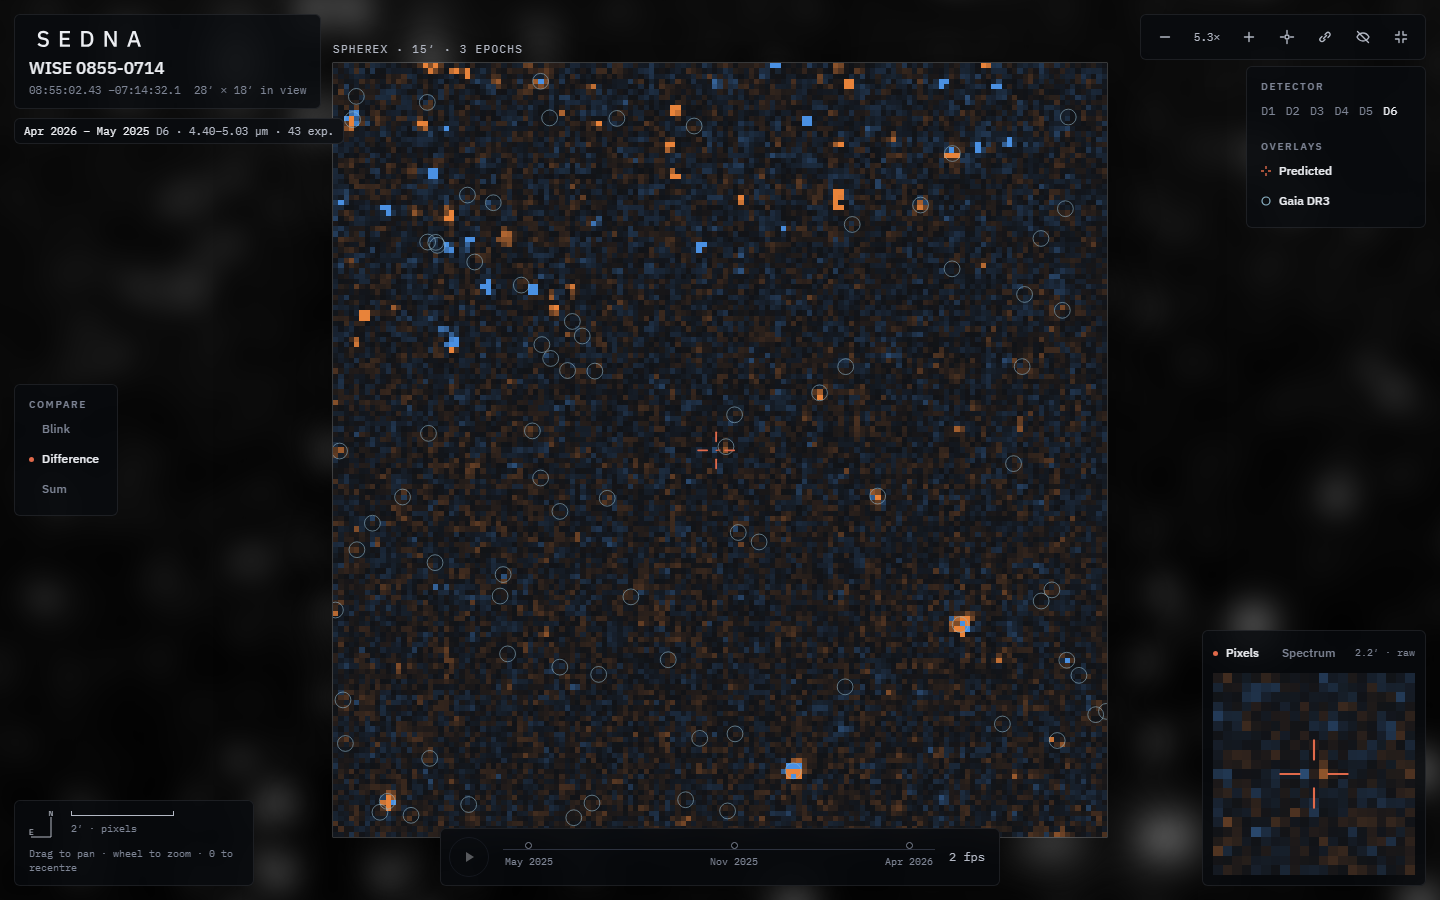 SEDNA
WISE 0855-0714
08:55:02.43 −07:14:32.1 28′ × 18′ in view
Apr 2026 − May 2025 D6 · 4.40–5.03 µm · 43 exp.
SPHEREX · 15′ · 3 EPOCHS
5.3×
DETECTOR
D1 D2 D3 D4 D5 D6
OVERLAYS
Predicted
Gaia DR3
COMPARE
Blink
Difference
Sum
Pixels Spectrum 2.2′ · raw
N
E
2′ · pixels
Drag to pan · wheel to zoom · 0 to
recentre
May 2025 Nov 2025 Apr 2026
2 fps